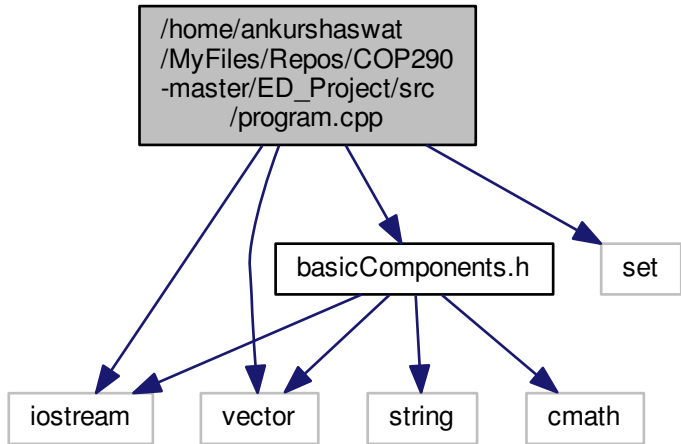 /home/ankurshaswat
/MyFiles/Repos/COP290
-master/ED_Project/src
/program.cpp
basicComponents.h
set
iostream
vector
string
cmath